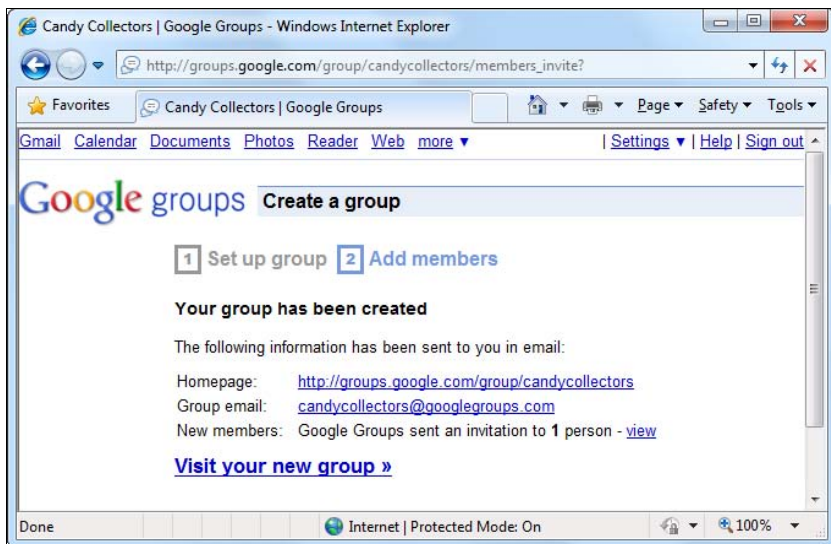 Candy Collectors | Google Groups - Windows Internet Explorer
http://groups.google.com/group/candycollectors/members_invite?
Favorites Candy Collectors | Google Groups Page Safety Tools
Gmail Calendar Documents Photos Reader Web more ▼ | Settings ▼ | Help | Sign out
Google groups Create a group
1 Set up group 2 Add members
Your group has been created
The following information has been sent to you in email:
Homepage: http://groups.google.com/group/candycollectors
Group email: candycollectors@googlegroups.com
New members: Google Groups sent an invitation to 1 person - view
Visit your new group »
Done Internet | Protected Mode: On 100%